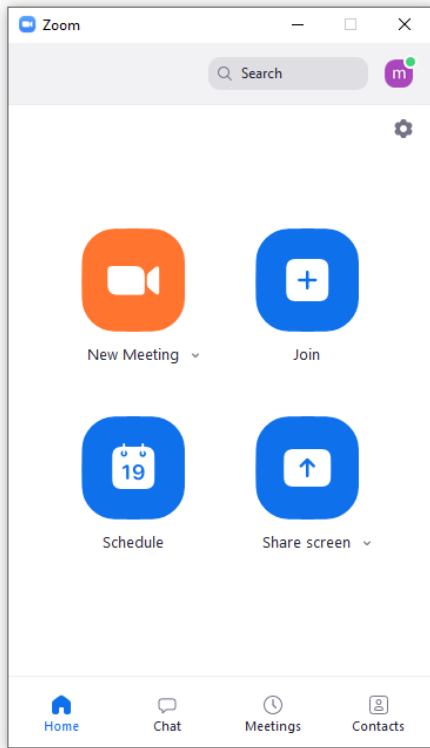 Zoom
Search
m
New Meeting
Join
19
Schedule
Share screen
Home
Chat
Meetings
Contacts